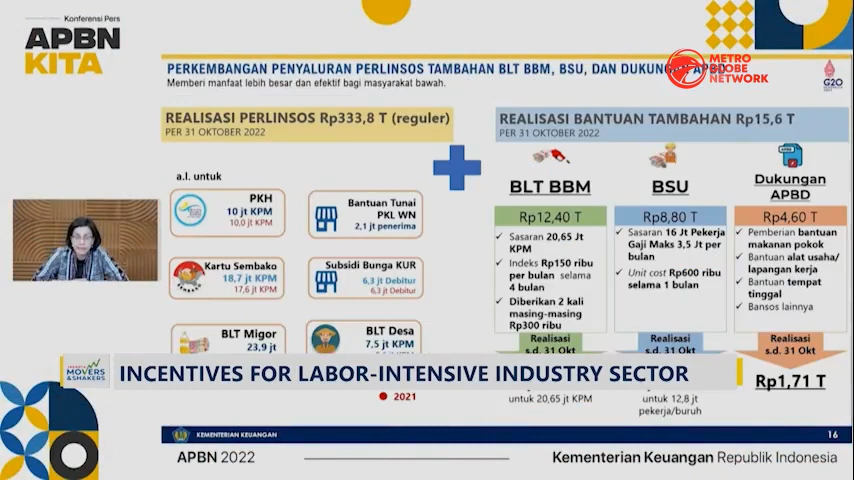 Konferensi Pers
APBN
KITA
PERKEMBANGAN PENYALURAN PERLINSOS TAMBAHAN BLT BBM, BSU, DAN DUKUNGAN APBD
Memberi manfaat lebih besar dan efektif bagi masyarakat bawah.
METRO
GLOBE
NETWORK
G20
REALISASI PERLINSOS Rp333,8 T (reguler)
PER 31 OKTOBER 2022
a.l. untuk
PKH
10 jt KPM
10,0 jt KPM
Bantuan Tunai
PKL WN
2,1 jt penerima
Kartu Sembako
18,7 jt KPM
17,6 jt KPM
Subsidi Bunga KUR
6,3 jt Debitur
6,3 jt Debitur
BLT Migor
23,9 jt
BLT Desa
7,5 jt KPM
2021
REALISASI BANTUAN TAMBAHAN Rp15,6 T
PER 31 OKTOBER 2022
BLT BBM
Rp12,40 T
Sasaran 20,65 Jt
KPM
Indeks Rp150 ribu
per bulan selama
4 bulan
Diberikan 2 kali
masing-masing
Rp300 ribu
Realisasi
s.d. 31 Okt
untuk 20,65 jt KPM
BSU
Rp8,80 T
Sasaran 16 Jt Pekerja
Gaji Maks 3,5 Jt per
bulan
Unit cost Rp600 ribu
selama 1 bulan
Realisasi
s.d. 31 Okt
untuk 12,8 jt
pekerja/buruh
Dukungan
APBD
Rp4,60 T
Pemberian bantuan
makanan pokok
Bantuan alat usaha/
lapangan kerja
Bantuan tempat
tinggal
Bansos lainnya
Realisasi
s.d. 31 Okt
Rp1,71 T
MOVERS
&SHAKERS
INCENTIVES FOR LABOR-INTENSIVE INDUSTRY SECTOR
KEMENTERIAN KEUANGAN
16
APBN 2022
Kementerian Keuangan Republik Indonesia